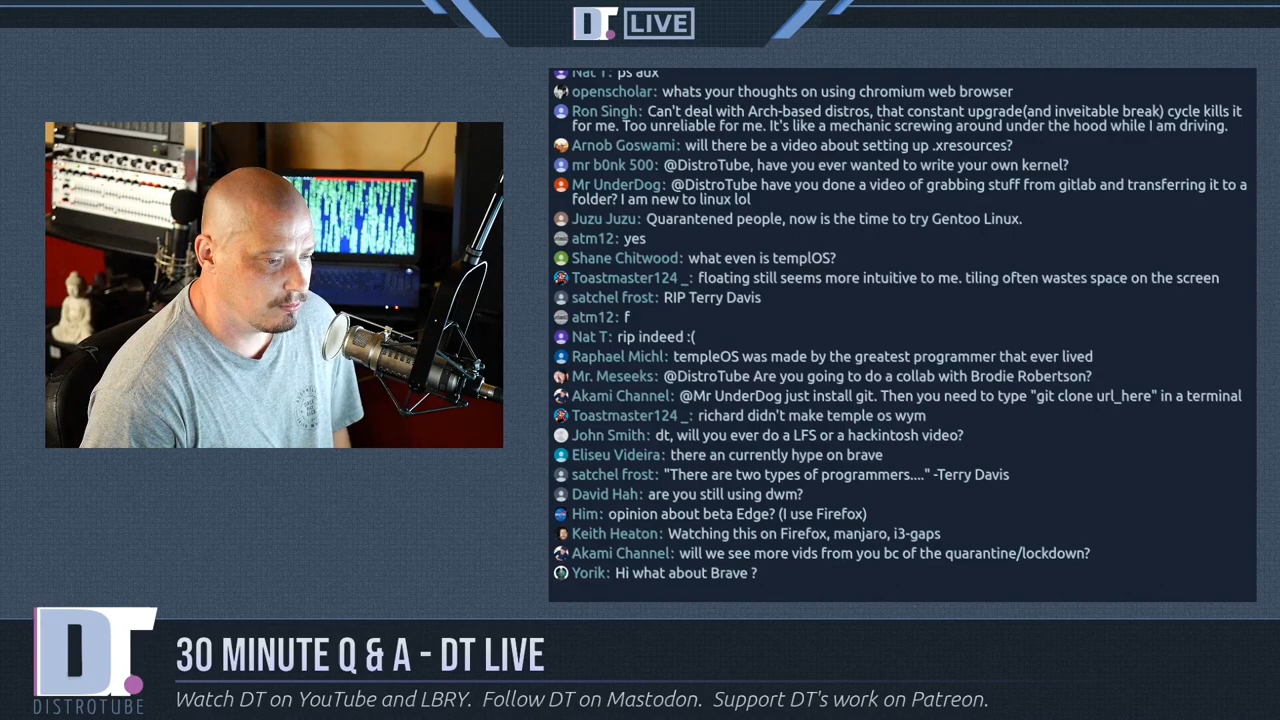 DT. LIVE
Nat T: ps aux
openscholar: whats your thoughts on using chromium web browser
Ron Singh: Can't deal with Arch-based distros, that constant upgrade(and inveitable break) cycle kills it
for me. Too unreliable for me. It's like a mechanic screwing around under the hood while I am driving.
Arnob Goswami: will there be a video about setting up .xresources?
mr b0nk 500: @DistroTube, have you ever wanted to write your own kernel?
Mr UnderDog: @DistroTube have you done a video of grabbing stuff from gitlab and transferring it to a
folder? I am new to linux lol
Juzu Juzu: Quarantened people, now is the time to try Gentoo Linux.
atm12: yes
Shane Chitwood: what even is templOS?
Toastmaster124 _: floating still seems more intuitive to me. tiling often wastes space on the screen
satchel frost: RIP Terry Davis
atm12: f
Nat T: rip indeed :(
Raphael Michl: templeOS was made by the greatest programmer that ever lived
Mr. Meseeks: @DistroTube Are you going to do a collab with Brodie Robertson?
Akami Channel: @Mr UnderDog just install git. Then you need to type "git clone url_here" in a terminal
Toastmaster124 _: richard didn't make temple os wym
John Smith: dt, will you ever do a LFS or a hackintosh video?
Eliseu Videira: there an currently hype on brave
satchel frost: "There are two types of programmers...." -Terry Davis
David Hah: are you still using dwm?
Him: opinion about beta Edge? (I use Firefox)
Keith Heaton: Watching this on Firefox, manjaro, i3-gaps
Akami Channel: will we see more vids from you bc of the quarantine/lockdown?
Yorik: Hi what about Brave ?
DT
DISTROTUBE
30 MINUTE Q & A - DT LIVE
Watch DT on YouTube and LBRY. Follow DT on Mastodon. Support DT's work on Patreon.